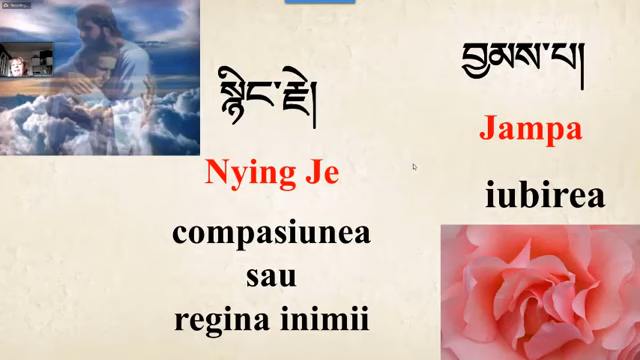 སྙིང་རྗེ།
Nying Je
compasiunea
sau
regina inimii
བྱམས་པ།
Jampa
iubirea